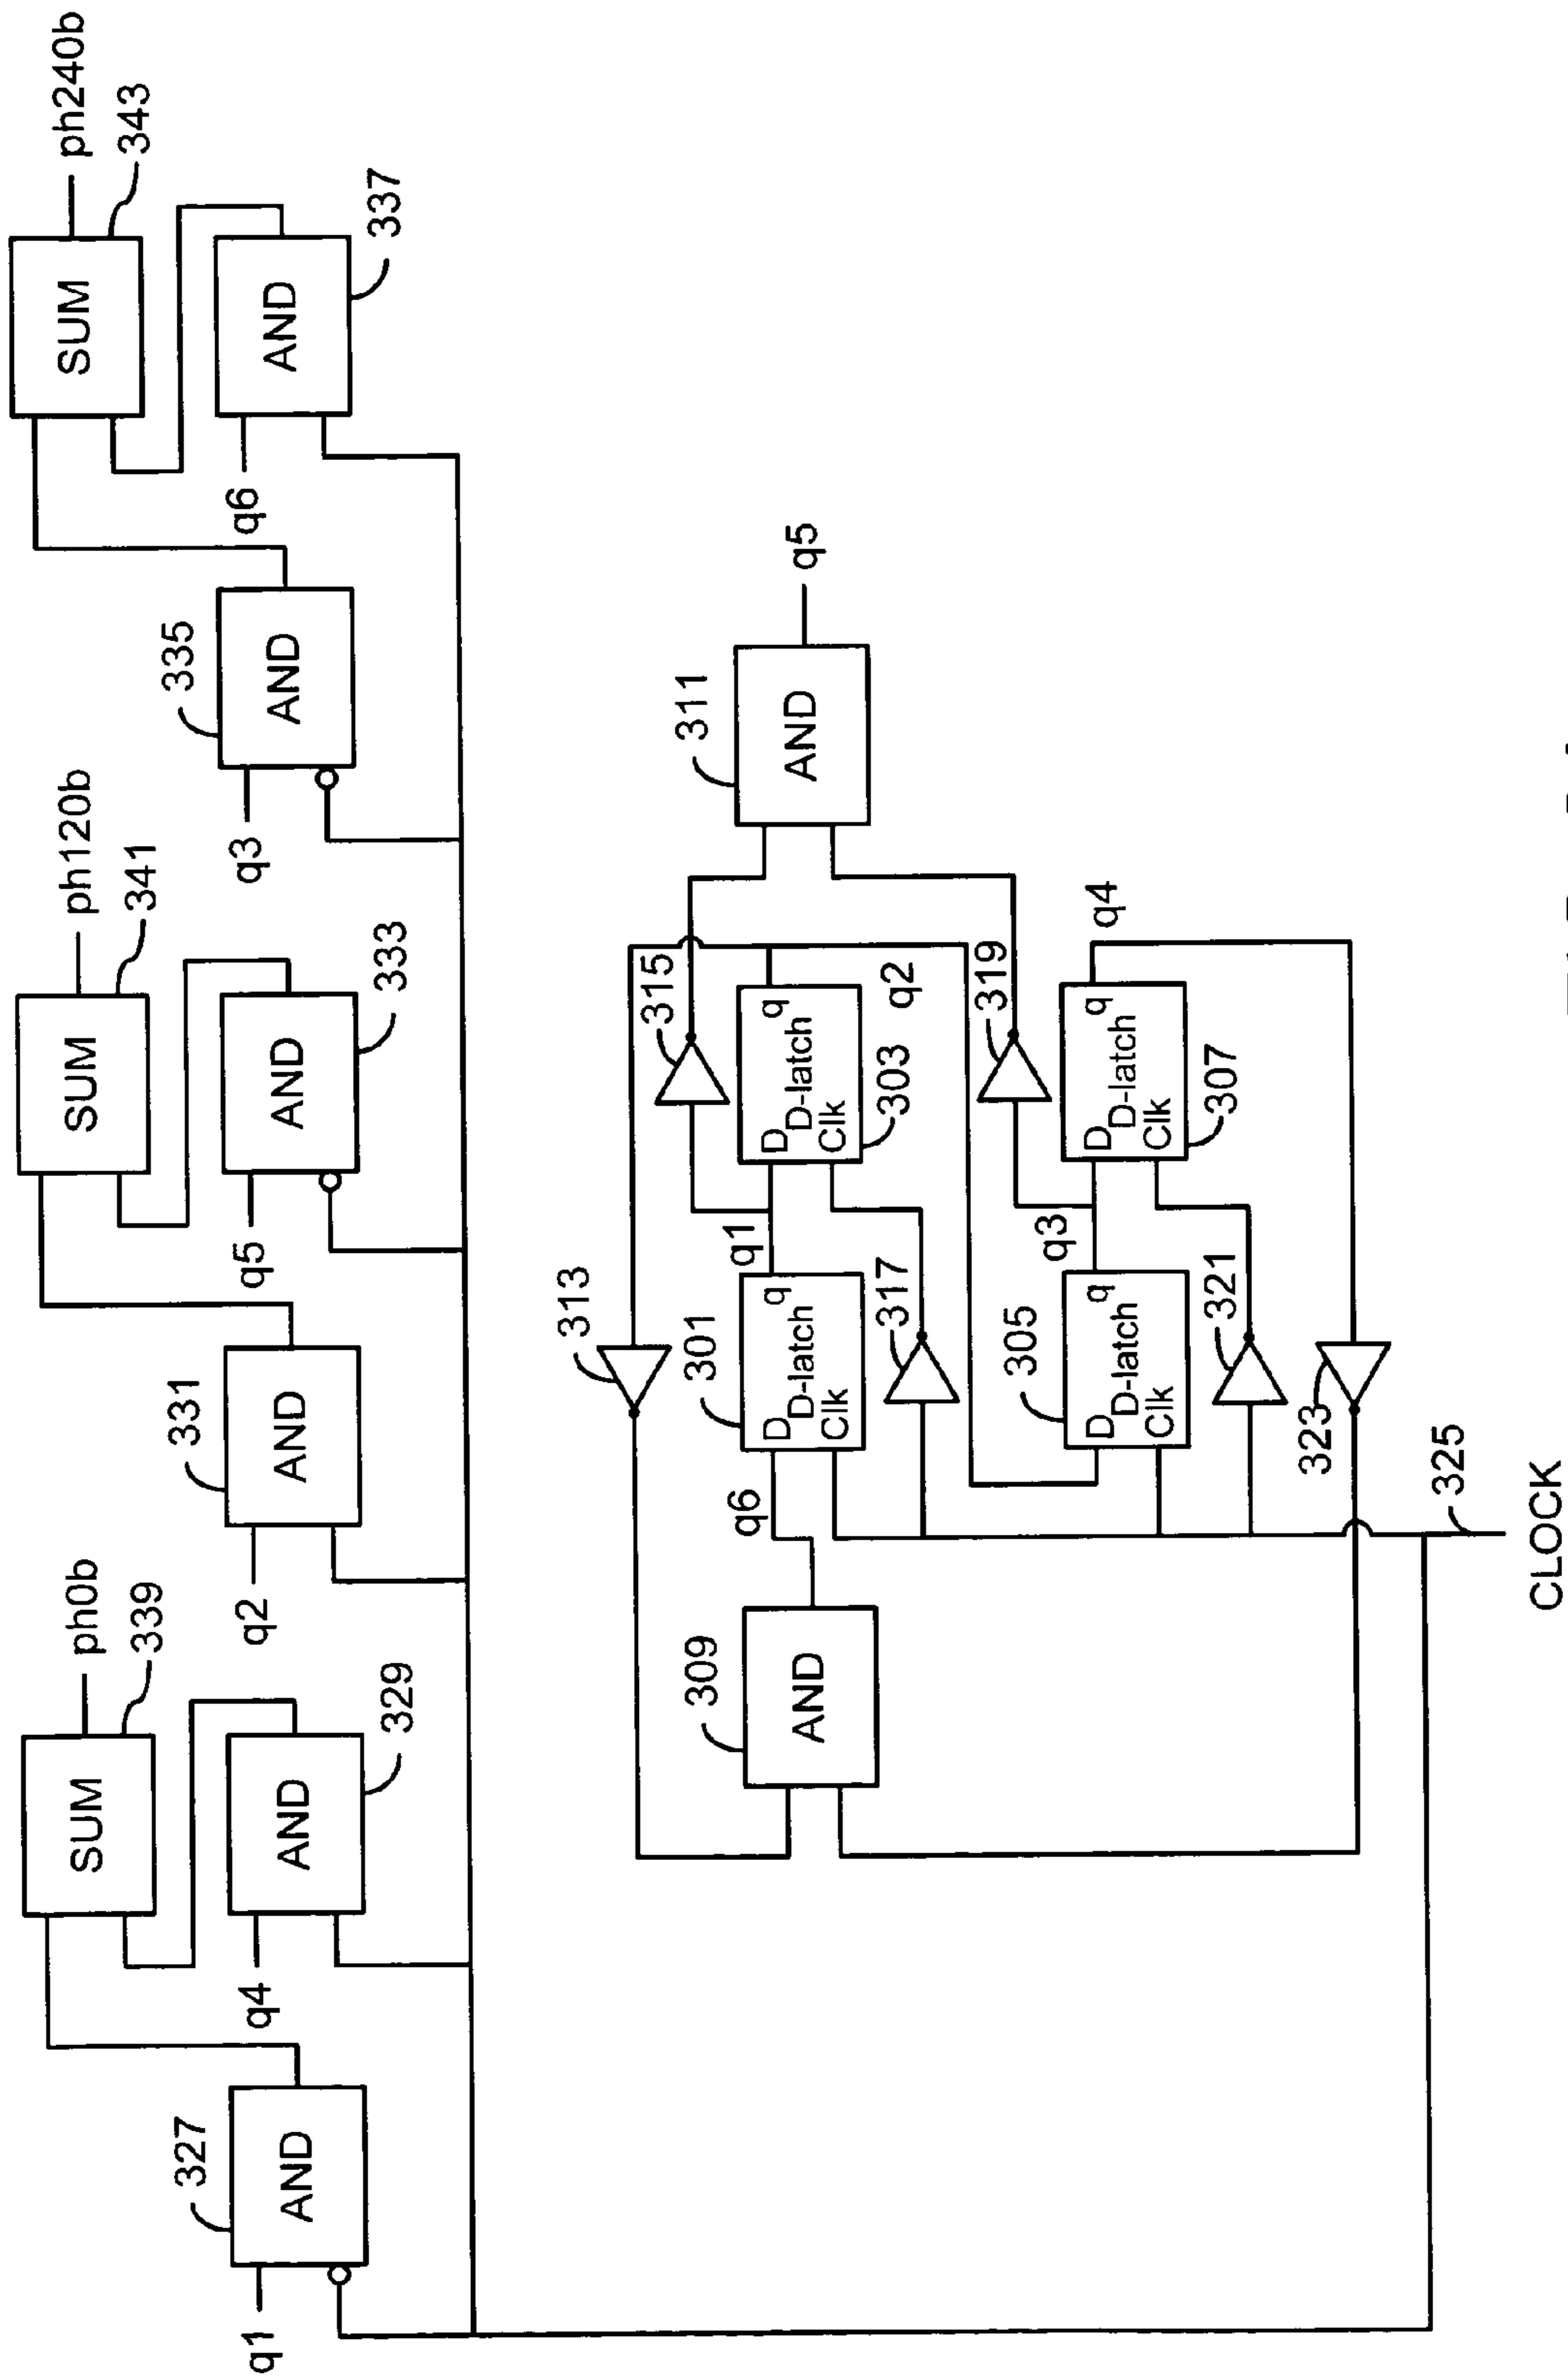 ph0b
SUM
339
ph120b
SUM
341
ph240b
SUM
343
327
AND
q1
AND
329
q4
331
AND
q2
AND
333
q5
335
AND
q3
AND
337
q6
309
AND
q6
313
301
D q
D-latch
Clk
q1
317
315
D q
D-latch
Clk
303
q2
311
AND
q5
305
D q
D-latch
Clk
q3
321
319
D q
D-latch
Clk
307
q4
323
325
CLOCK